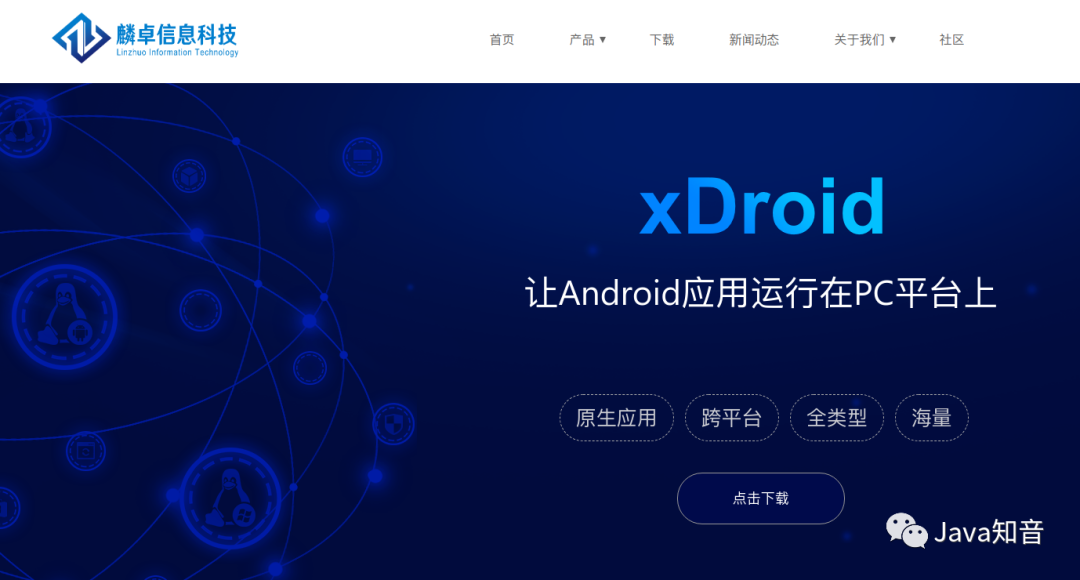 麟卓信息科技
Linzhuo Information Technology
首页 产品 ▼ 下载 新闻动态 关于我们 ▼ 社区
xDroid
让Android应用运行在PC平台上
原生应用 跨平台 全类型 海量
点击下载
Java知音